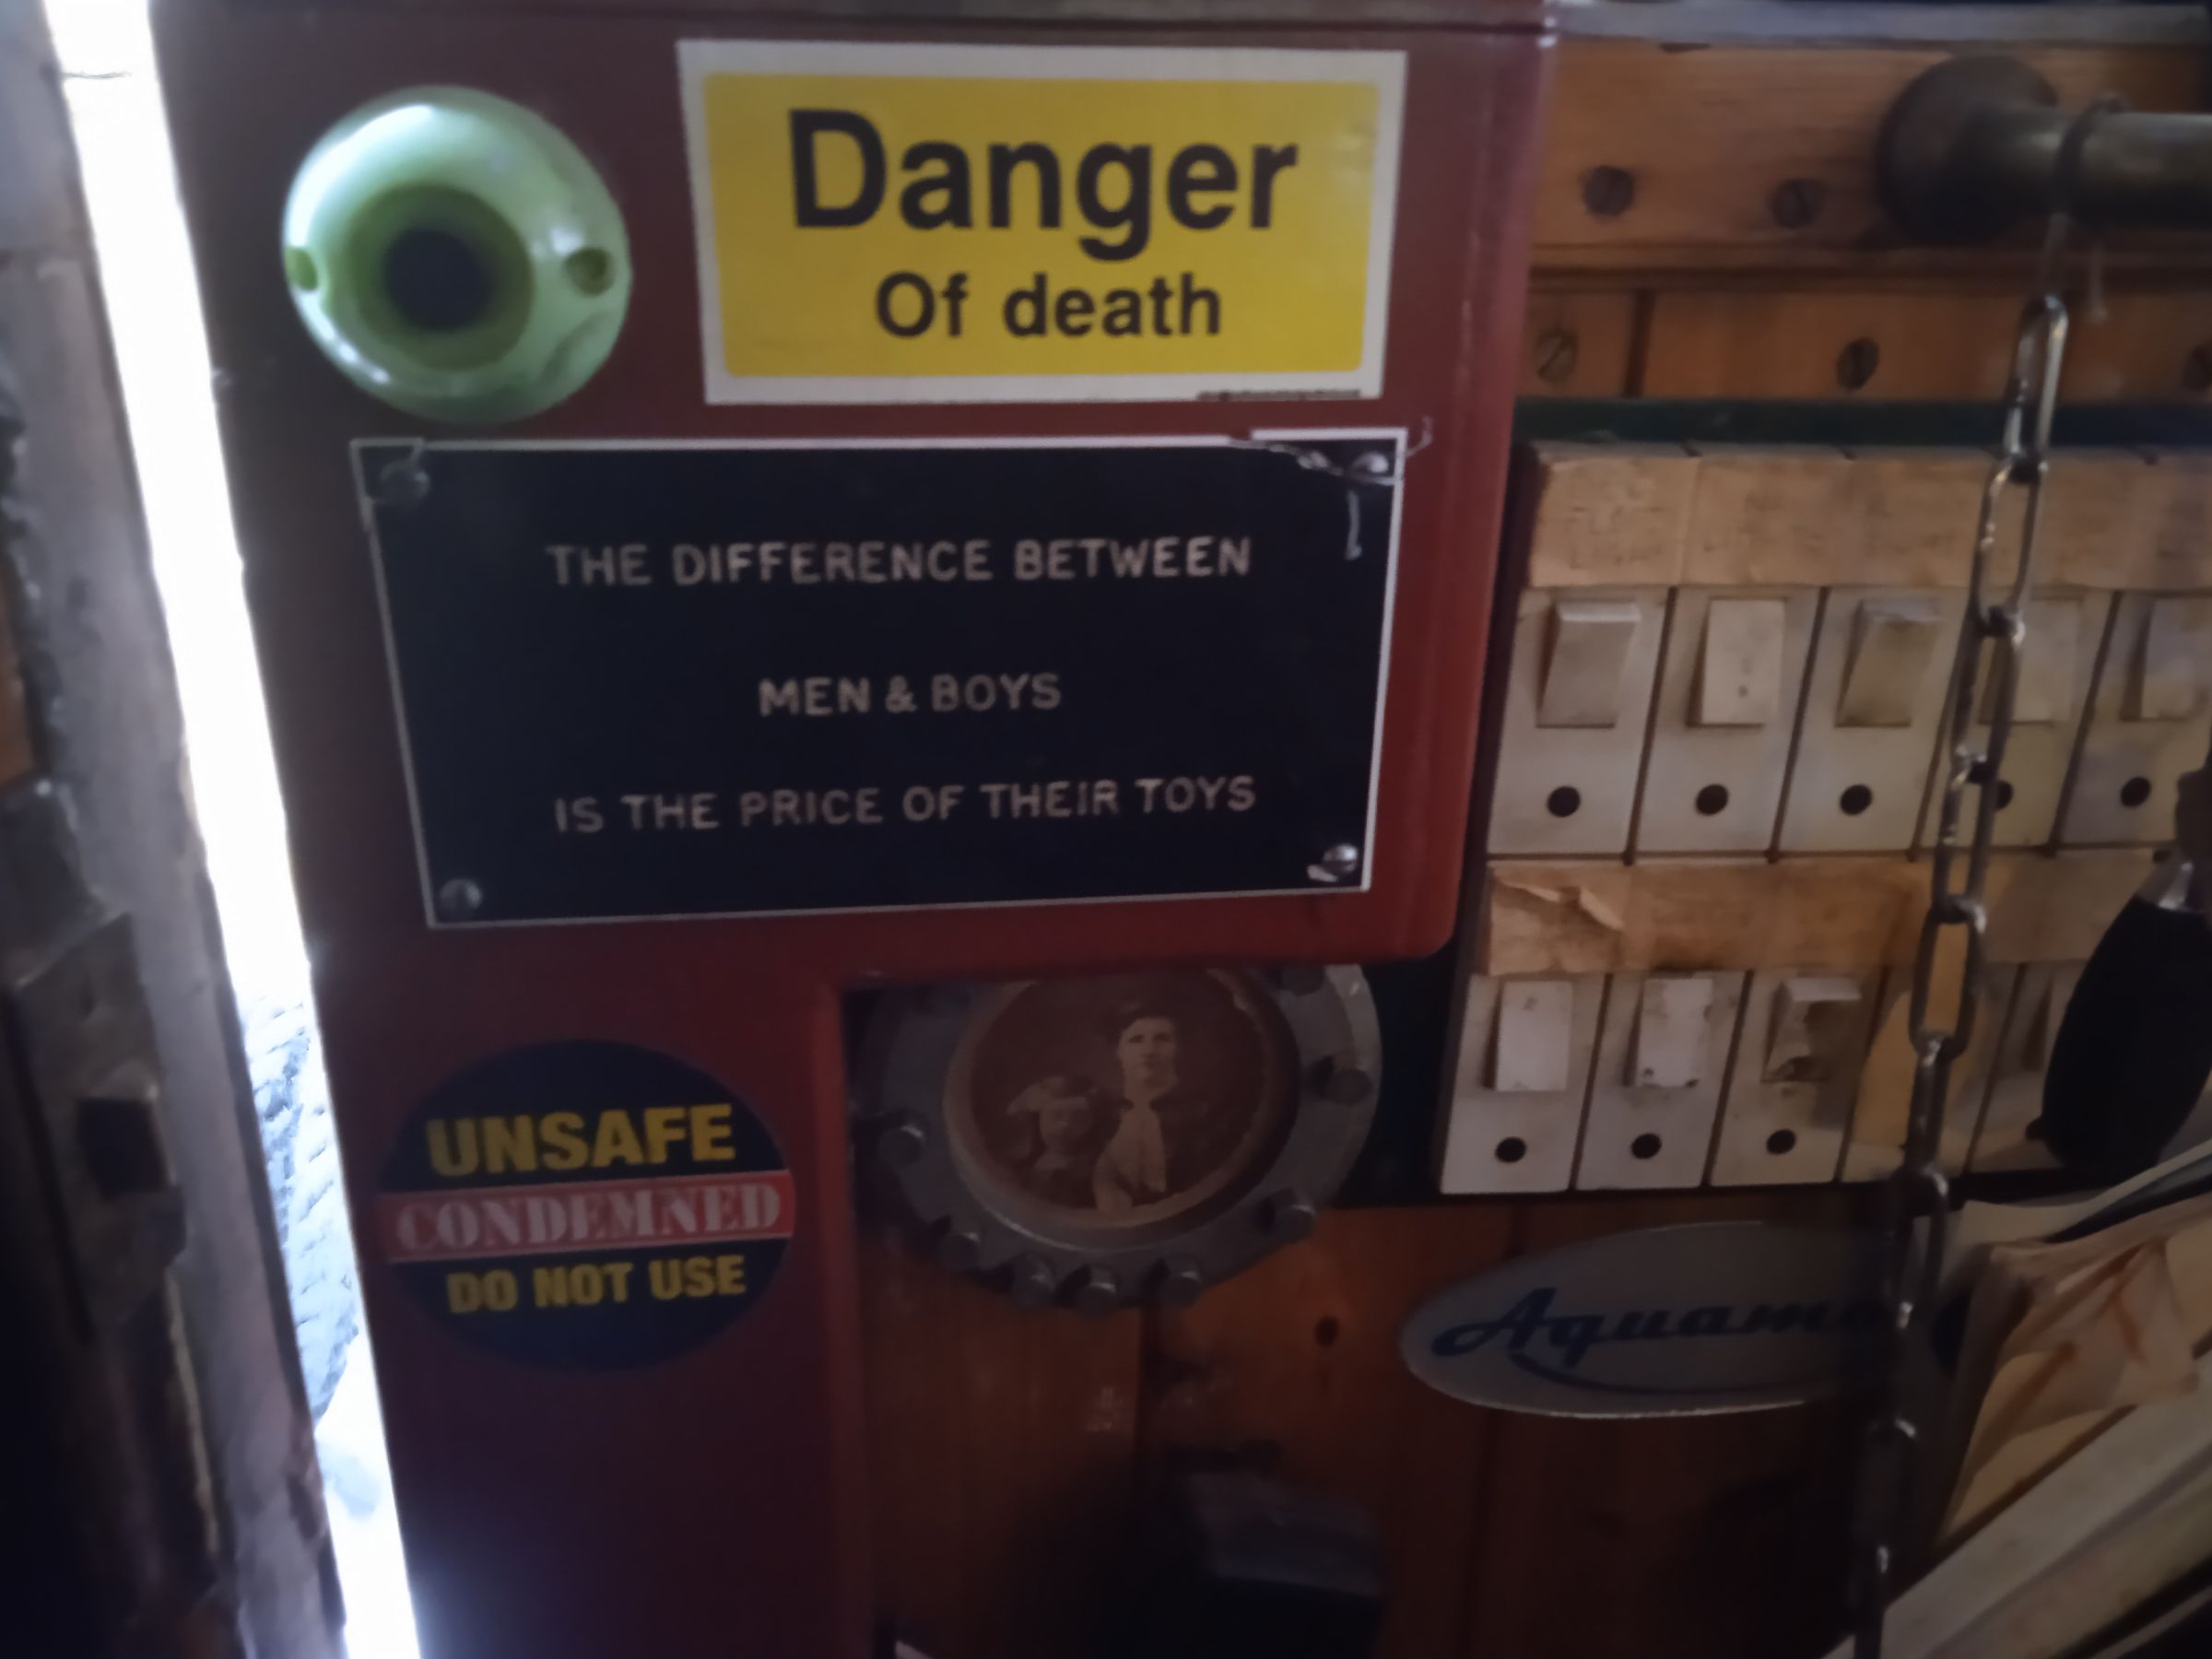 Danger
Of death
THE DIFFERENCE BETWEEN
MEN & BOYS
IS THE PRICE OF THEIR TOYS
UNSAFE
CONDEMNED
DO NOT USE